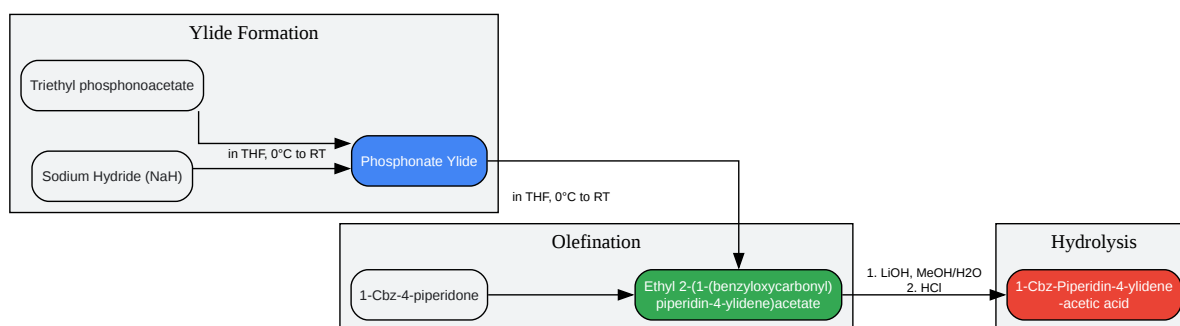 Ylide Formation
Triethyl phosphonoacetate
in THF, 0°C to RT
Sodium Hydride (NaH)
Phosphonate Ylide
in THF, 0°C to RT
Olefination
1-Cbz-4-piperidone
Ethyl 2-(1-(benzyloxycarbonyl)
piperidin-4-ylidene)acetate
1. LiOH, MeOH/H2O
2. HCl
Hydrolysis
1-Cbz-Piperidin-4-ylidene
-acetic acid